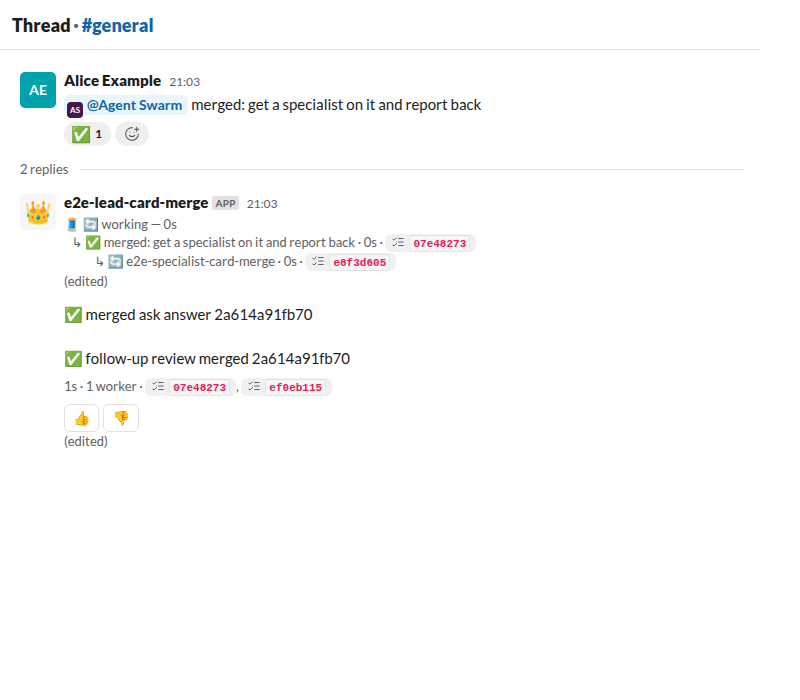 Thread • #general
AE
Alice Example 21:03
AS @Agent Swarm merged: get a specialist on it and report back
✅ 1
2 replies
e2e-lead-card-merge APP 21:03
🧵 🔄 working — 0s
↳ ✅ merged: get a specialist on it and report back · 0s · 07e48273
↳ 🔄 e2e-specialist-card-merge · 0s · e8f3d605
(edited)
✅ merged ask answer 2a614a91fb70
✅ follow-up review merged 2a614a91fb70
1s · 1 worker · 07e48273 , ef0eb115
👍 👎
(edited)